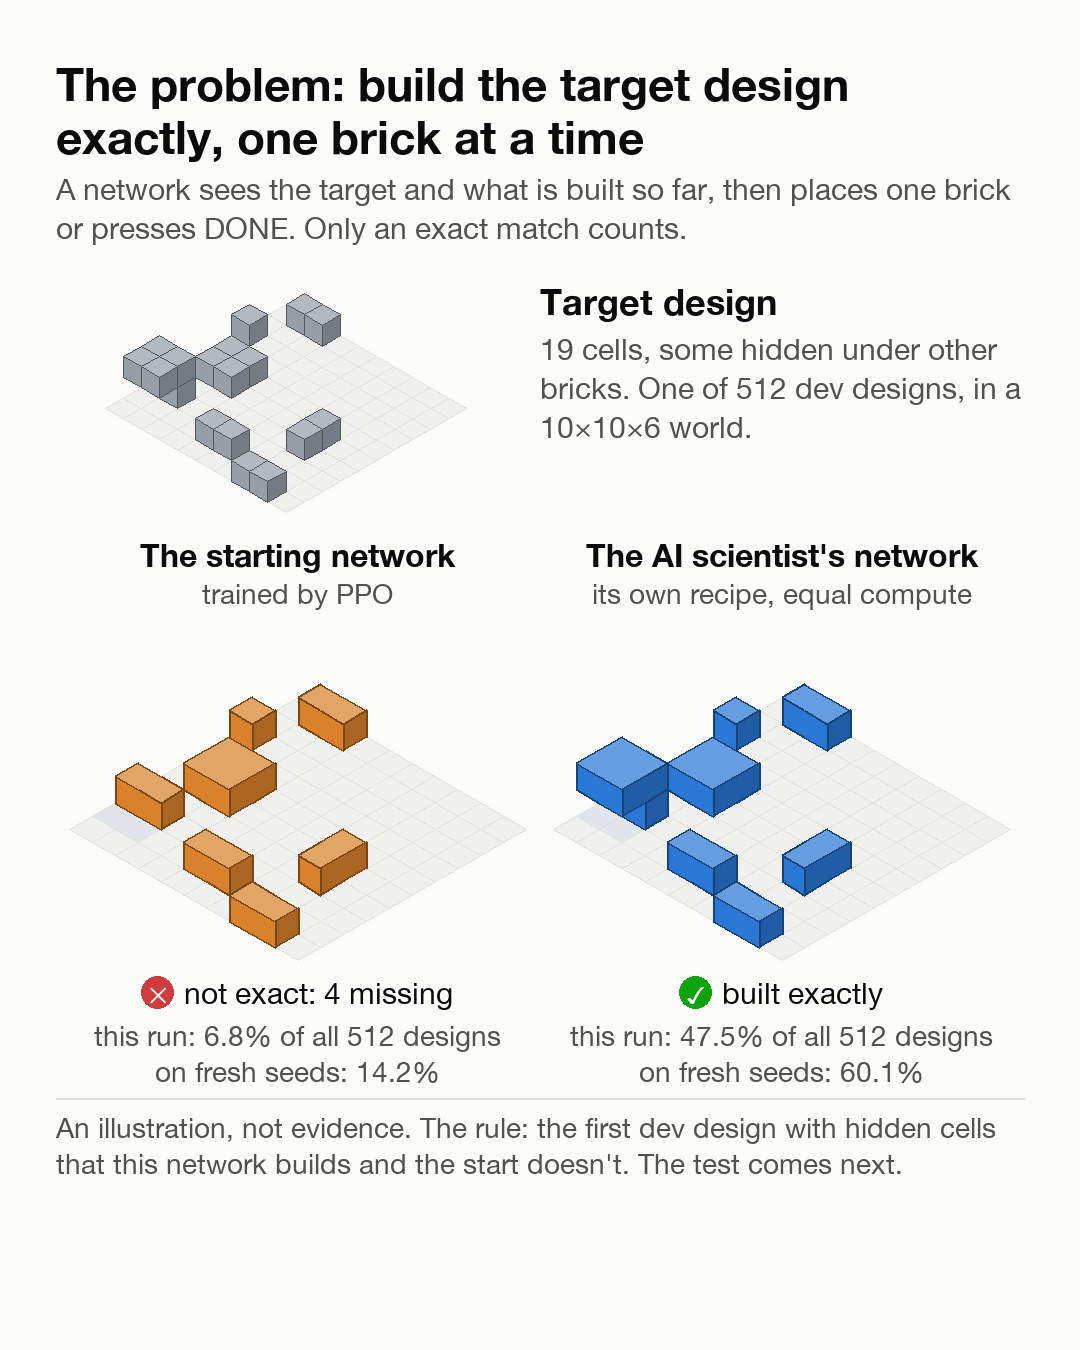 The problem: build the target design
exactly, one brick at a time
A network sees the target and what is built so far, then places one brick
or presses DONE. Only an exact match counts.
Target design
19 cells, some hidden under other
bricks. One of 512 dev designs, in a
10×10×6 world.
The starting network
trained by PPO
The AI scientist's network
its own recipe, equal compute
not exact: 4 missing
this run: 6.8% of all 512 designs
on fresh seeds: 14.2%
built exactly
this run: 47.5% of all 512 designs
on fresh seeds: 60.1%
An illustration, not evidence. The rule: the first dev design with hidden cells
that this network builds and the start doesn't. The test comes next.